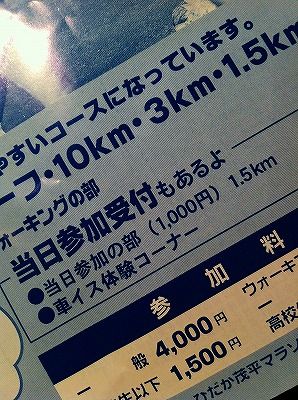 やすいコースになっています。
ーフ・10km・3km・1.5km
ォーキングの部
当日参加受付もあるよ
●当日参加の部（1,000円）1.5km
●車イス体験コーナー
参加料
一般 4,000円 ウォーキ
生以下 1,500円 一
高校
ひだか茂平マラソ